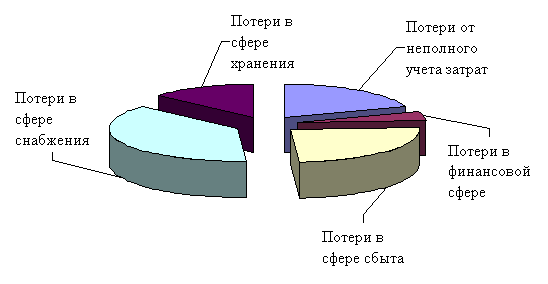 Потери в
сфере
хранения
Потери от
неполного
учета затрат
Потери в
сфере
снабжения
Потери в
финансовой
сфере
Потери в
сфере сбыта